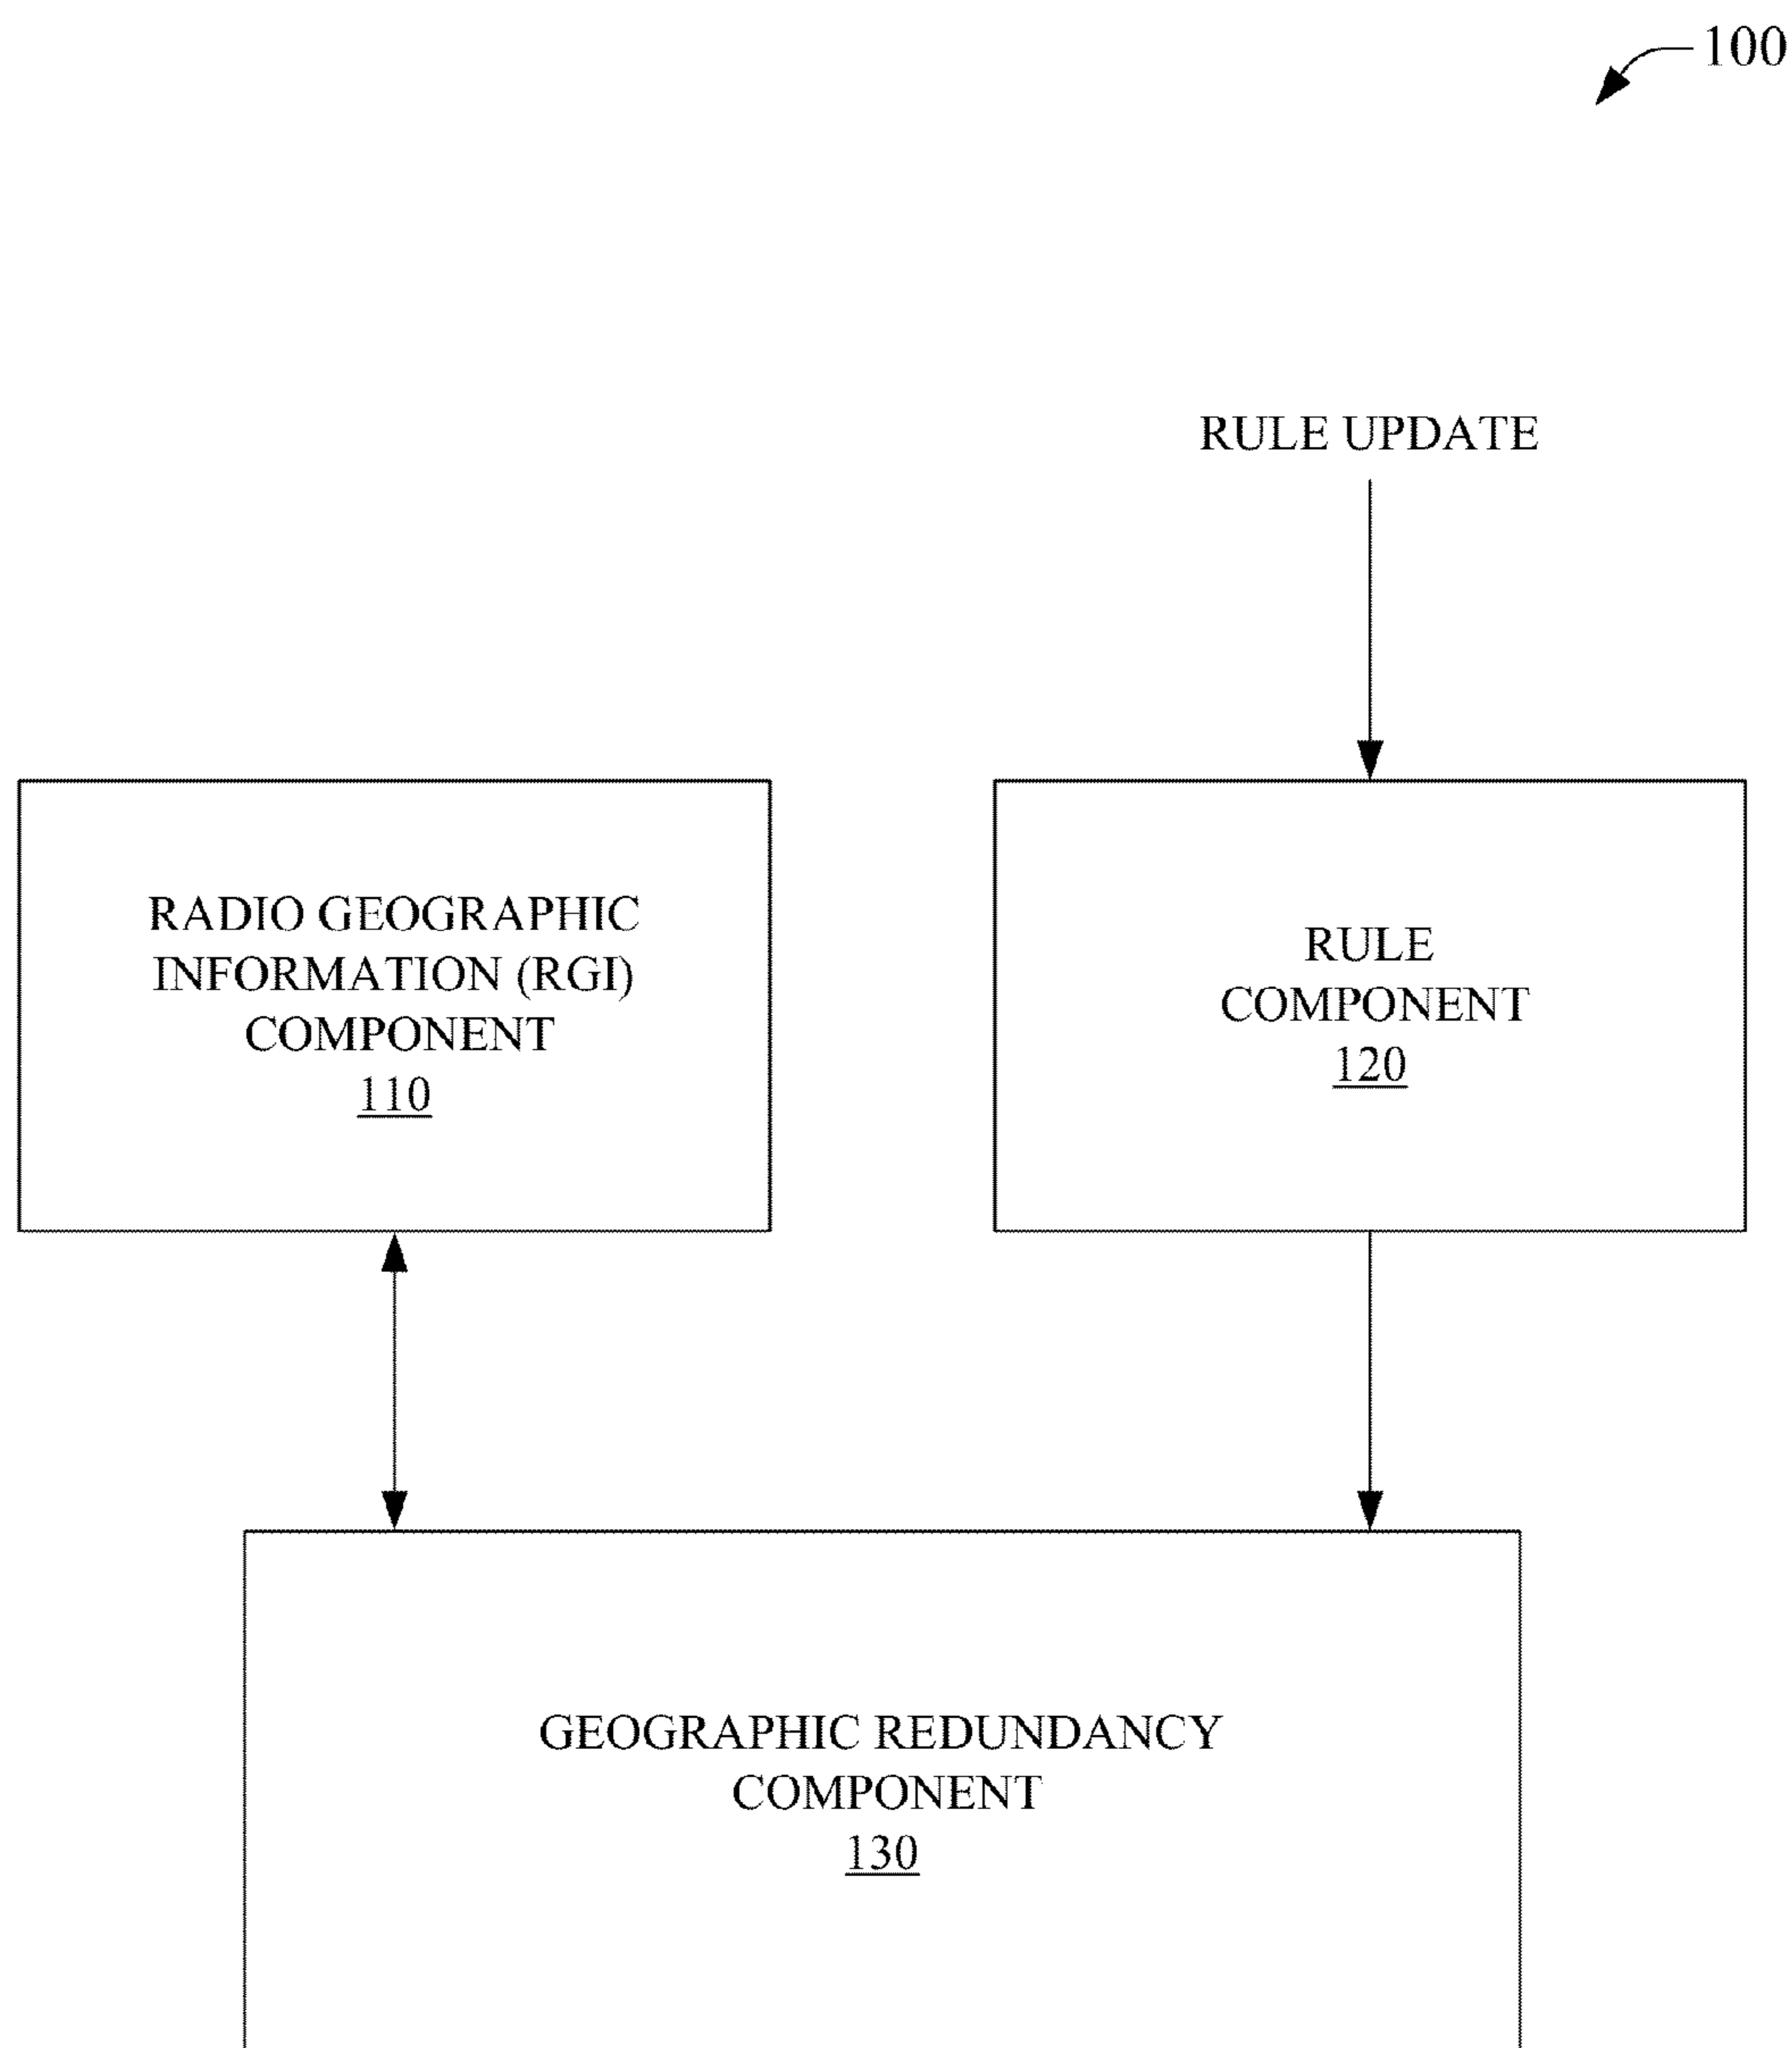 100
RULE UPDATE
RADIO GEOGRAPHIC
INFORMATION (RGI)
COMPONENT
110
RULE
COMPONENT
120
GEOGRAPHIC REDUNDANCY
COMPONENT
130